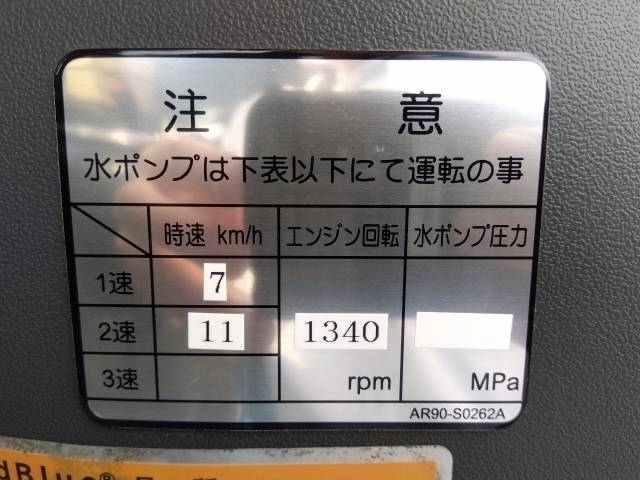 注 意
水ポンプは下表以下にて運転の事
時速 km/h エンジン回転 水ポンプ圧力
1速 7
2速 11 1340
3速 rpm MPa
AR90-S0262A
dBlue®